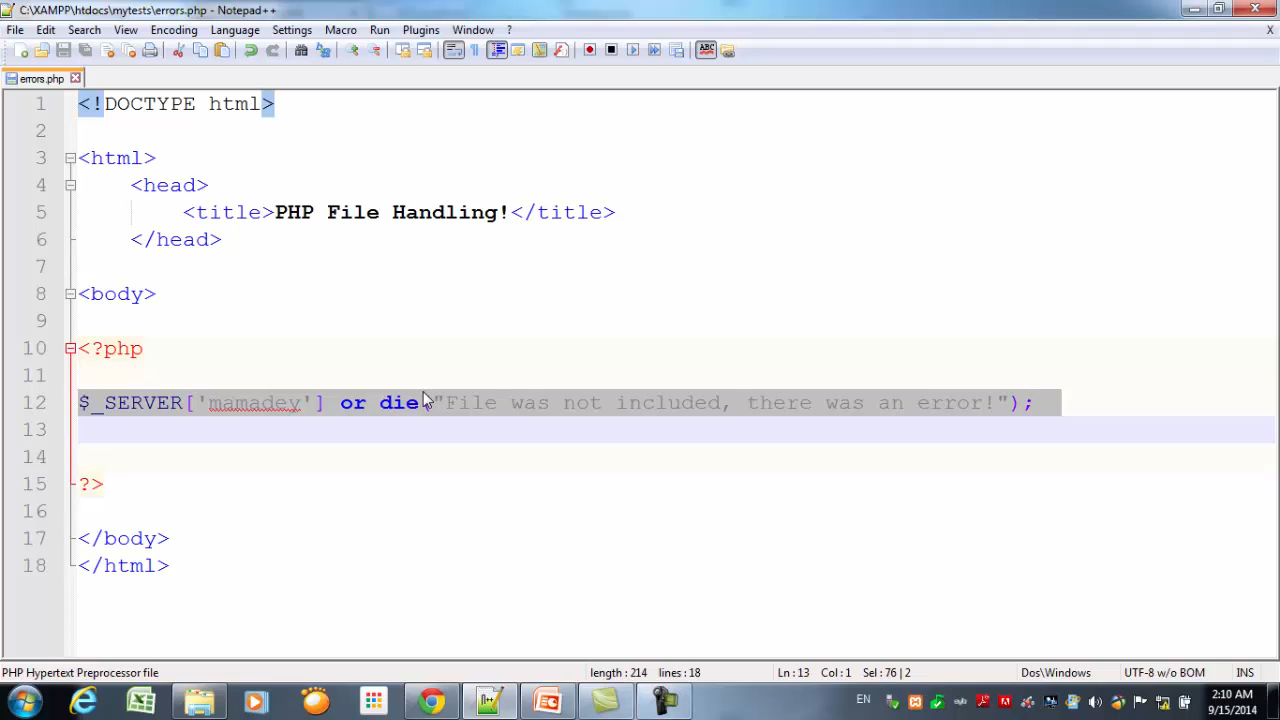 C:\XAMPP\htdocs\mytests\errors.php - Notepad++
File Edit Search View Encoding Language Settings Macro Run Plugins Window ? X
errors.php
1 <!DOCTYPE html>
2
3 <html>
4 <head>
5 <title>PHP File Handling!</title>
6 </head>
7
8 <body>
9
10 <?php
11
12 $_SERVER['mamadey'] or die("File was not included, there was an error!");
13
14
15 ?>
16
17 </body>
18 </html>
PHP Hypertext Preprocessor file length : 214 lines : 18 Ln : 13 Col : 1 Sel : 76 | 2 Dos\Windows UTF-8 w/o BOM INS
EN 2:10 AM
9/15/2014